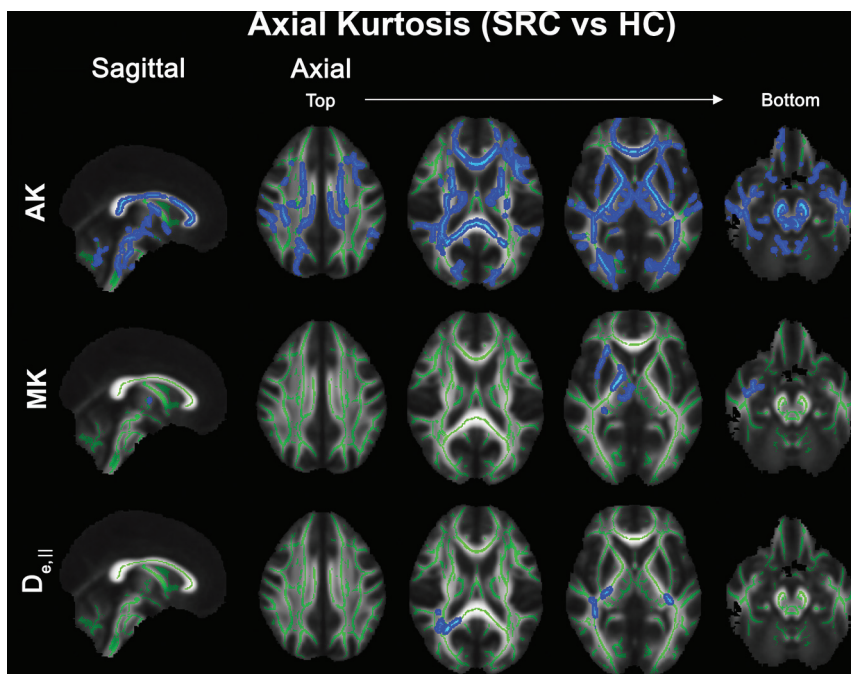 Axial Kurtosis (SRC vs HC)
Sagittal Axial
Top Bottom
AK
MK
De,||